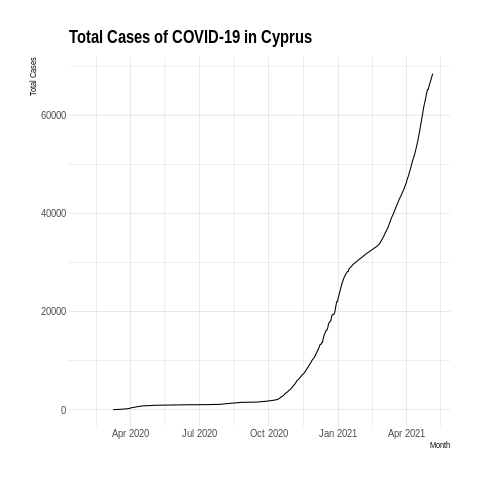 Total Cases of COVID-19 in Cyprus
Total Cases
60000
40000
20000
0
Apr 2020 Jul 2020 Oct 2020 Jan 2021 Apr 2021
Month